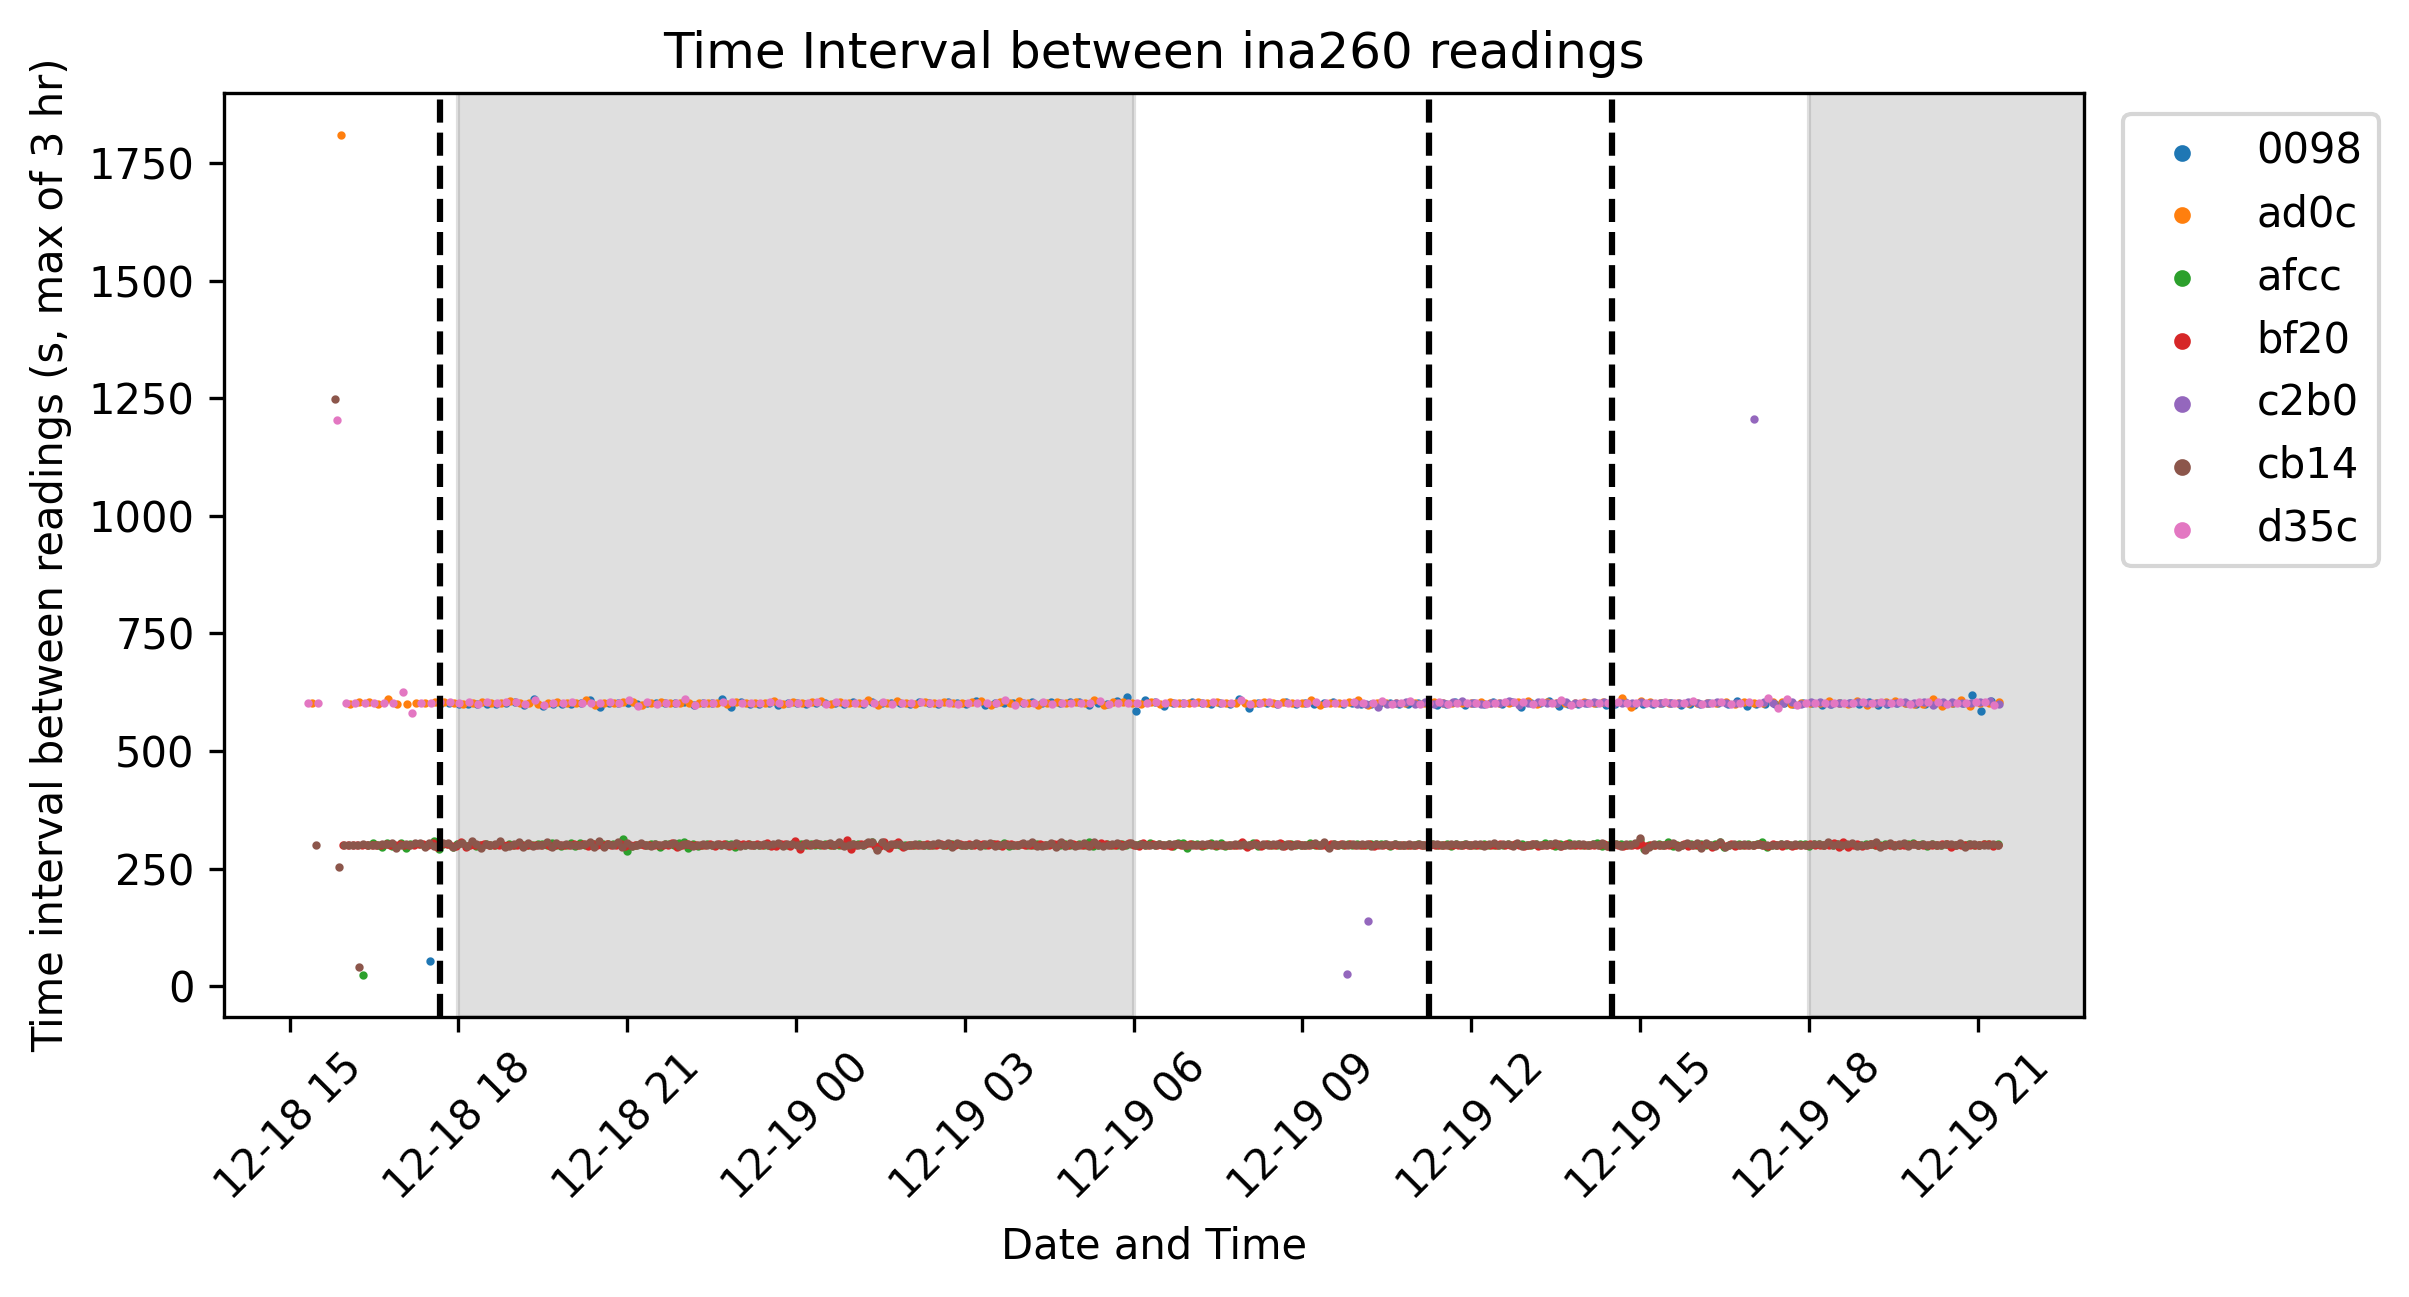 Time Interval between ina260 readings
Time interval between readings (s, max of 3 hr)
1750
1500
1250
1000
750
500
250
0
12-18 15
12-18 18
12-18 21
12-19 00
12-19 03
12-19 06
12-19 09
12-19 12
12-19 15
12-19 18
12-19 21
Date and Time
0098
ad0c
afcc
bf20
c2b0
cb14
d35c